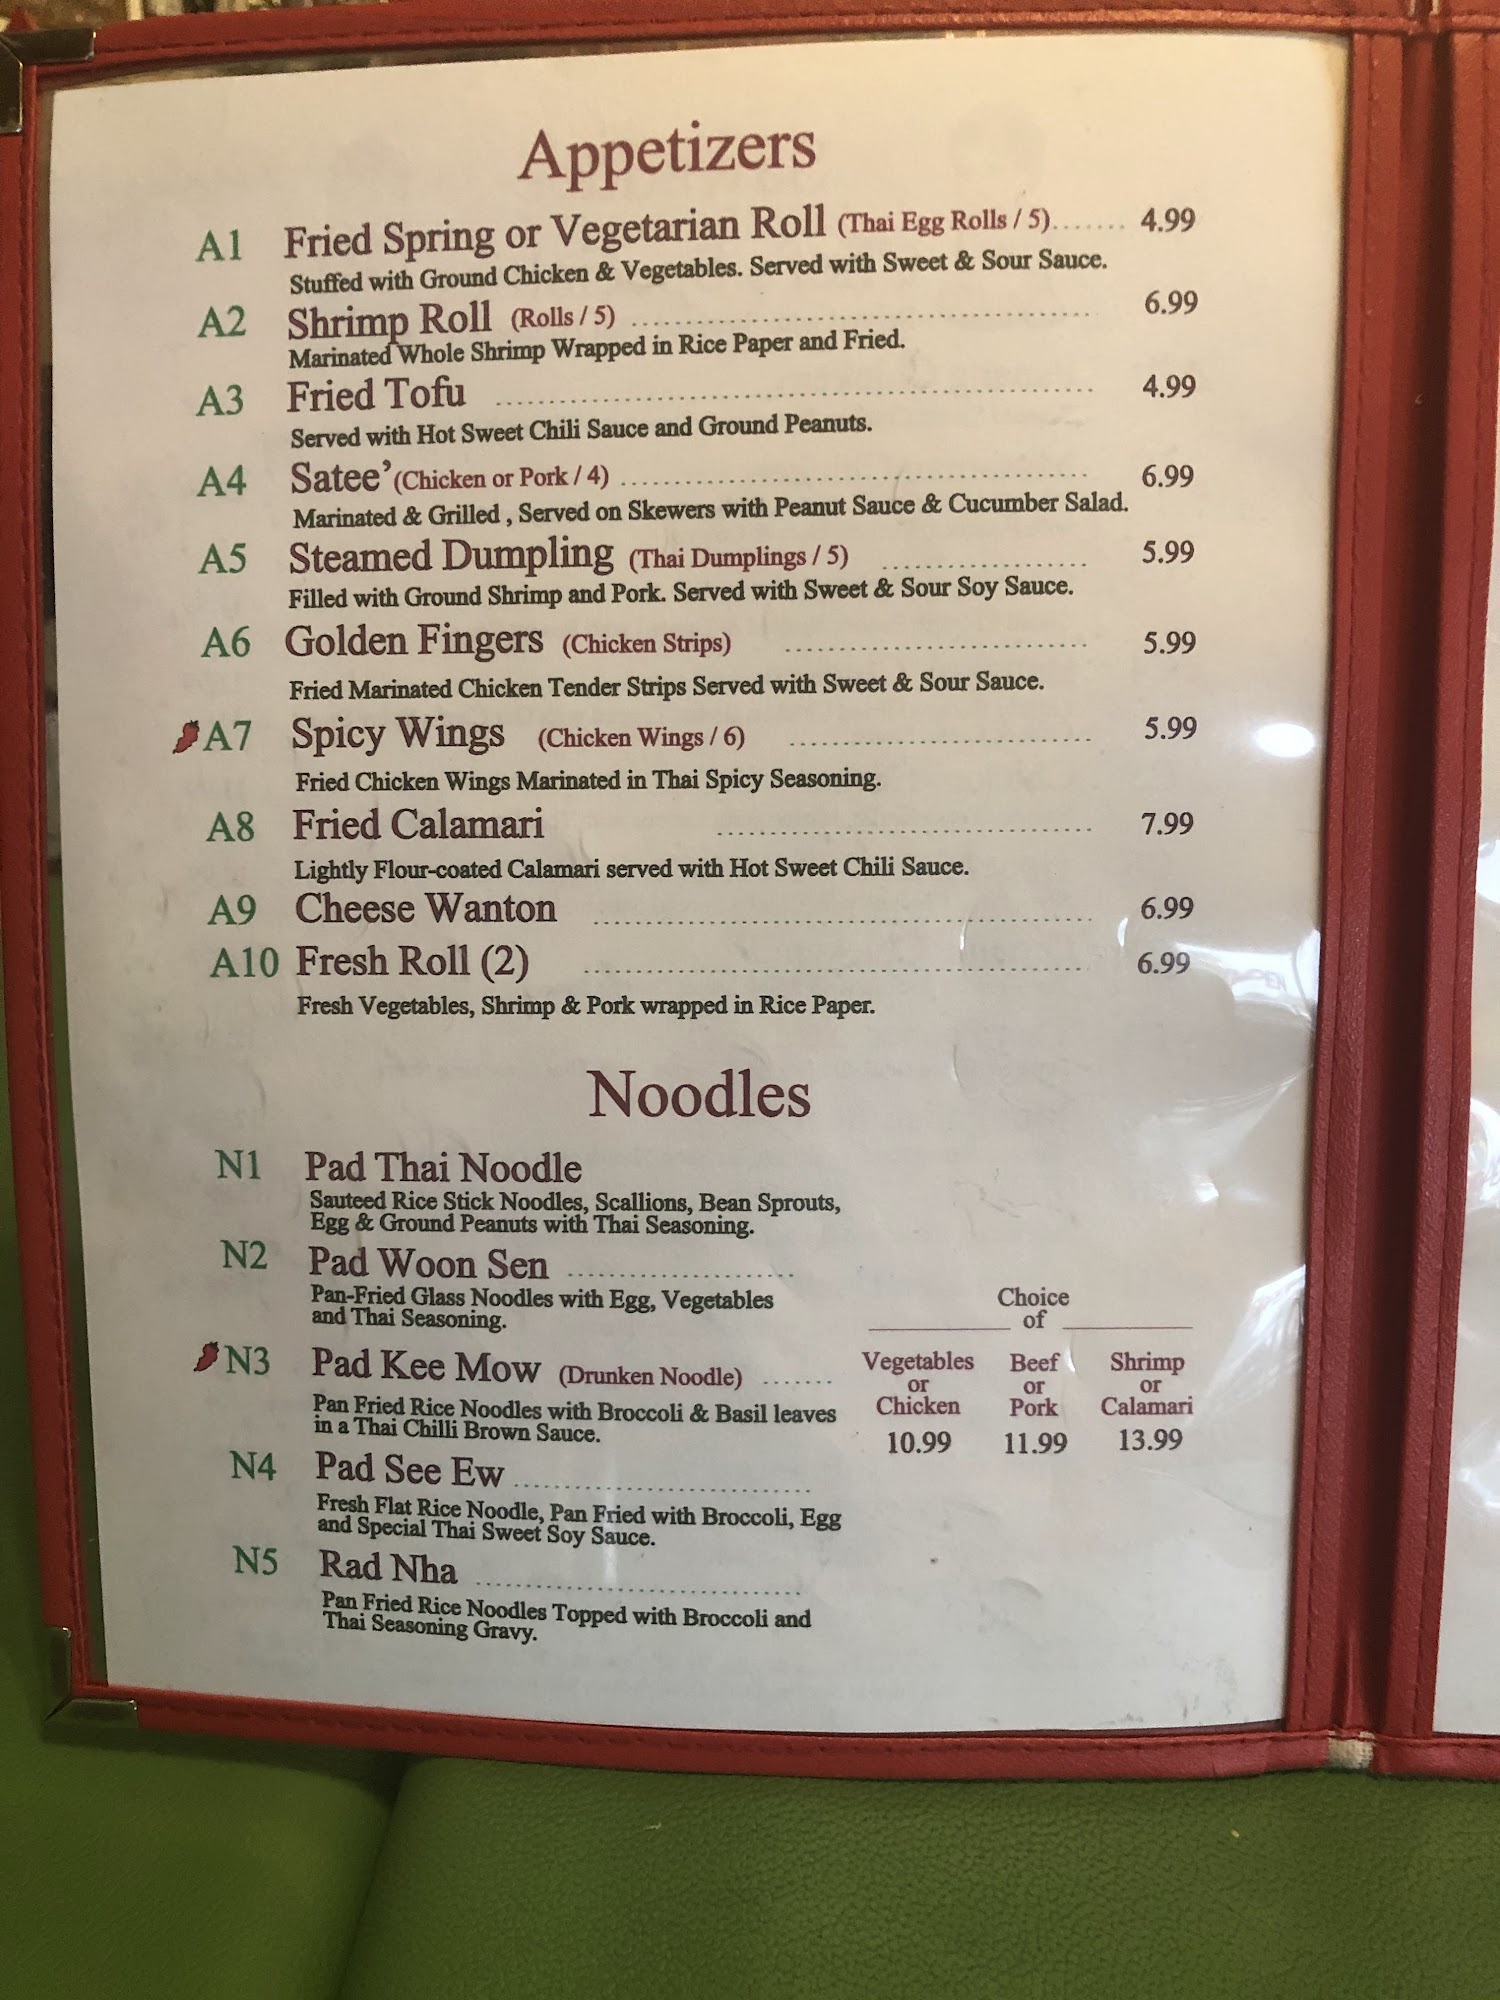 Appetizers
A1 Fried Spring or Vegetarian Roll (Thai Egg Rolls / 5)....... 4.99
Stuffed with Ground Chicken & Vegetables. Served with Sweet & Sour Sauce.
A2 Shrimp Roll (Rolls / 5) ........ 6.99
Marinated Whole Shrimp Wrapped in Rice Paper and Fried.
A3 Fried Tofu ........ 4.99
Served with Hot Sweet Chili Sauce and Ground Peanuts.
A4 Satee' (Chicken or Pork / 4) ........ 6.99
Marinated & Grilled , Served on Skewers with Peanut Sauce & Cucumber Salad.
A5 Steamed Dumpling (Thai Dumplings / 5) ........ 5.99
Filled with Ground Shrimp and Pork. Served with Sweet & Sour Soy Sauce.
A6 Golden Fingers (Chicken Strips) ........ 5.99
Fried Marinated Chicken Tender Strips Served with Sweet & Sour Sauce.
A7 Spicy Wings (Chicken Wings / 6) ........ 5.99
Fried Chicken Wings Marinated in Thai Spicy Seasoning.
A8 Fried Calamari ........ 7.99
Lightly Flour-coated Calamari served with Hot Sweet Chili Sauce.
A9 Cheese Wanton ........ 6.99
A10 Fresh Roll (2) ........ 6.99
Fresh Vegetables, Shrimp & Pork wrapped in Rice Paper.
Noodles
N1 Pad Thai Noodle
Sauteed Rice Stick Noodles, Scallions, Bean Sprouts,
Egg & Ground Peanuts with Thai Seasoning.
N2 Pad Woon Sen ........
Pan-Fried Glass Noodles with Egg, Vegetables
and Thai Seasoning.
N3 Pad Kee Mow (Drunken Noodle) .......
Pan Fried Rice Noodles with Broccoli & Basil leaves
in a Thai Chilli Brown Sauce.
N4 Pad See Ew ........
Fresh Flat Rice Noodle, Pan Fried with Broccoli, Egg
and Special Thai Sweet Soy Sauce.
N5 Rad Nha ........
Pan Fried Rice Noodles Topped with Broccoli and
Thai Seasoning Gravy.
Choice
of
Vegetables Beef Shrimp
or or or
Chicken Pork Calamari
10.99 11.99 13.99